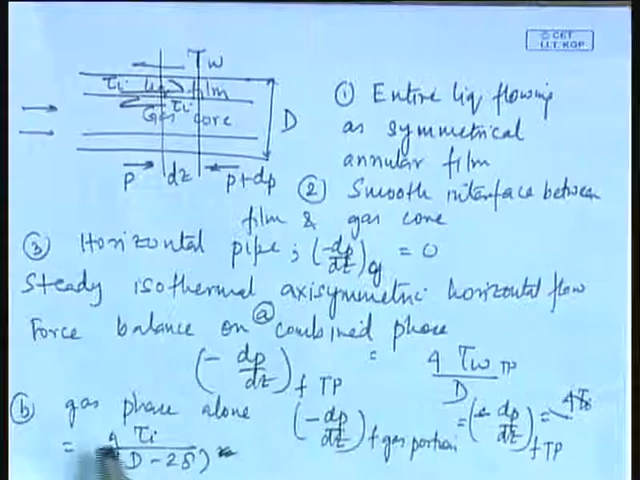 © CET
I.I.T. KGP
τw
τi liq film
Gas τi core
D
p dz p+dp
① Entire liq flowing
as symmetrical
annular film
② Smooth interface between
film & gas core
③ Horizontal pipe ; (-dp/dz)g = 0
Steady isothermal axisymmetric horizontal flow
Force balance on ⓐ combined phase
(- dp/dz) f TP = 4 τw TP / D
ⓑ gas phase alone (-dp/dz) f gas portion = (- dp/dz) f TP =
= 4 τi / (D - 2δ)